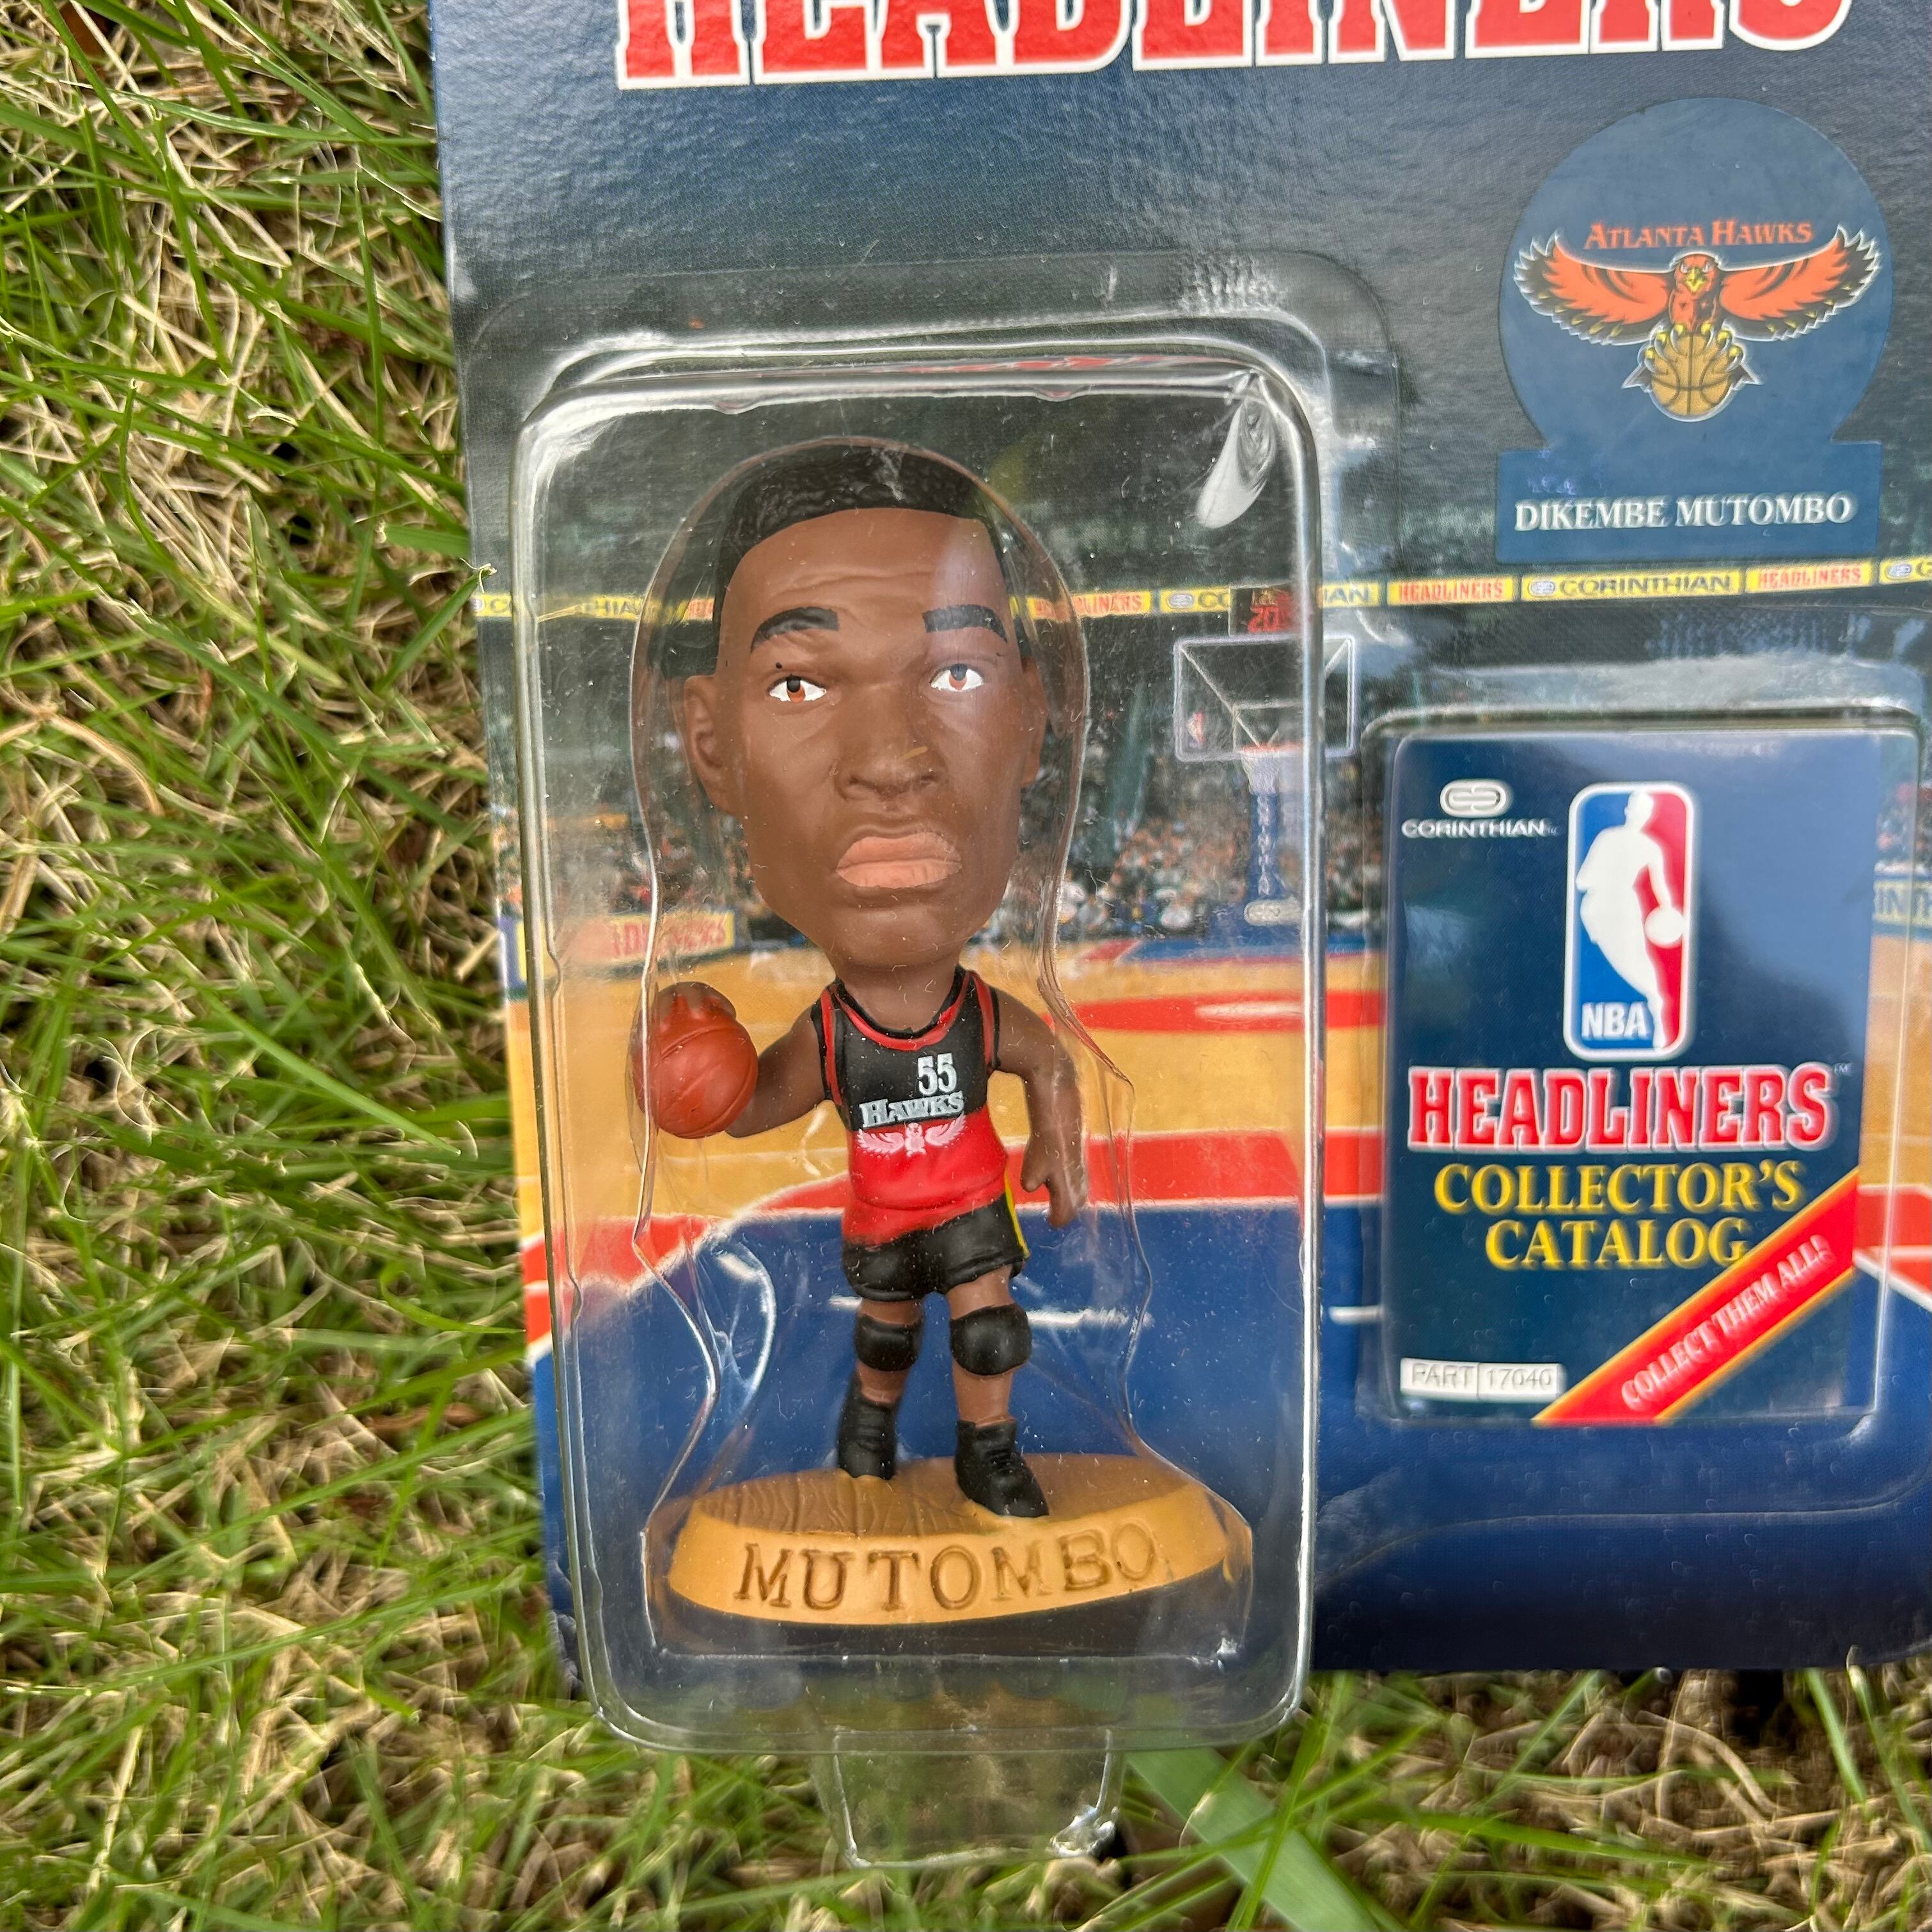 HEADLINERS
ATLANTA HAWKS
DIKEMBE MUTOMBO
HEADLINERS CORINTHIAN HEADLINERS
CORINTHIAN
NBA
HEADLINERS™
COLLECTOR'S
CATALOG
COLLECT THEM ALL!
PART 17040
55
HAWKS
MUTOMBO